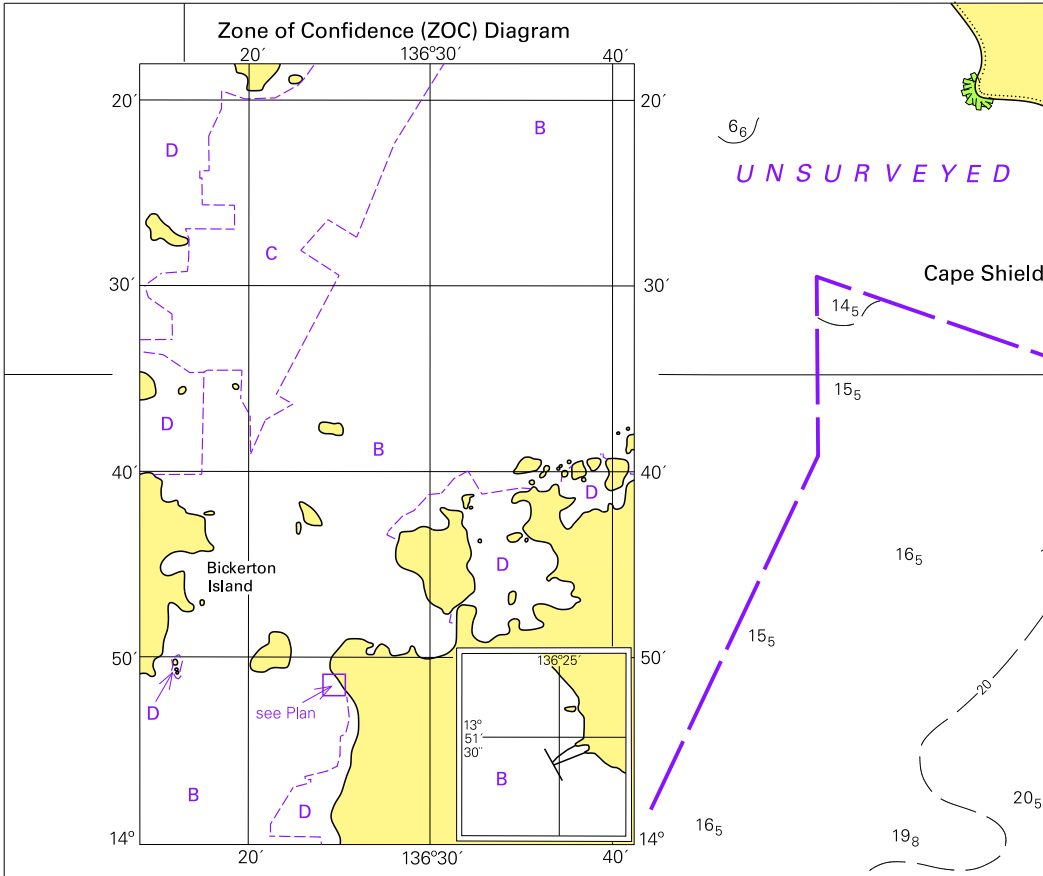 Zone of Confidence (ZOC) Diagram
20′ 136°30′ 40′
20′ 20′
B
D
6₆
UNSURVEYED
C
Cape Shield
30′ 30′
14₅
15₅
D
B
40′ 40′
D
16₅
D
Bickerton
Island
15₅
50′ 50′
136°25′
20
D
see Plan
13°
51′
30″
B
B
20₅
D
16₅
19₈
14° 14°
20′ 136°30′ 40′